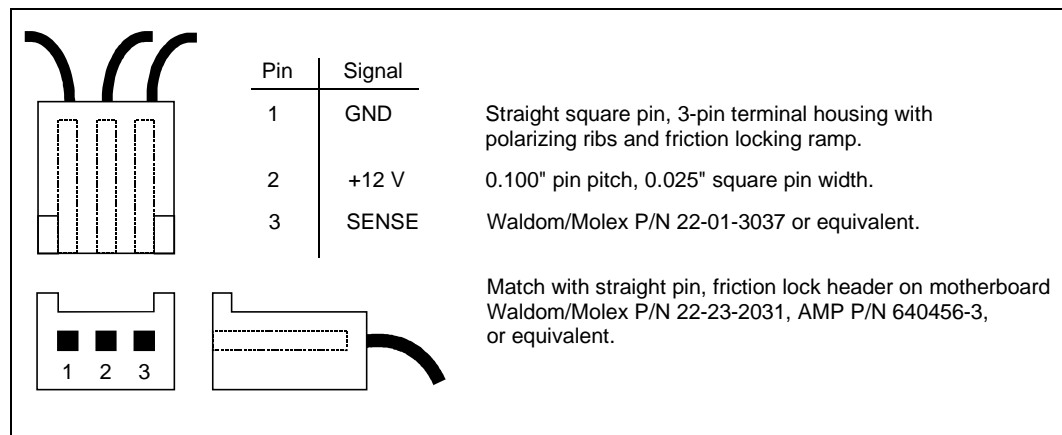 Pin Signal
1 GND Straight square pin, 3-pin terminal housing with
polarizing ribs and friction locking ramp.
2 +12 V 0.100" pin pitch, 0.025" square pin width.
3 SENSE Waldom/Molex P/N 22-01-3037 or equivalent.
Match with straight pin, friction lock header on motherboard
Waldom/Molex P/N 22-23-2031, AMP P/N 640456-3,
or equivalent.
1 2 3